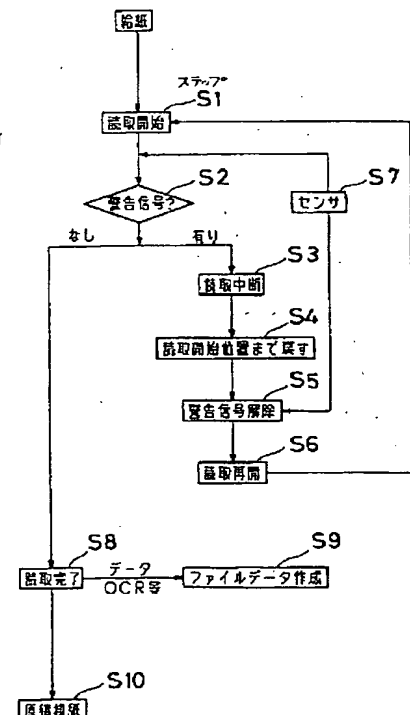 給紙
ステップ
S1
読取開始
S2
警告信号?
S7
センサ
なし
有り
S3
読取中断
S4
読取開始位置まで戻す
S5
警告信号解除
S6
読取再開
S8
読取完了
データ
OCR等
S9
ファイルデータ作成
S10
原稿排紙